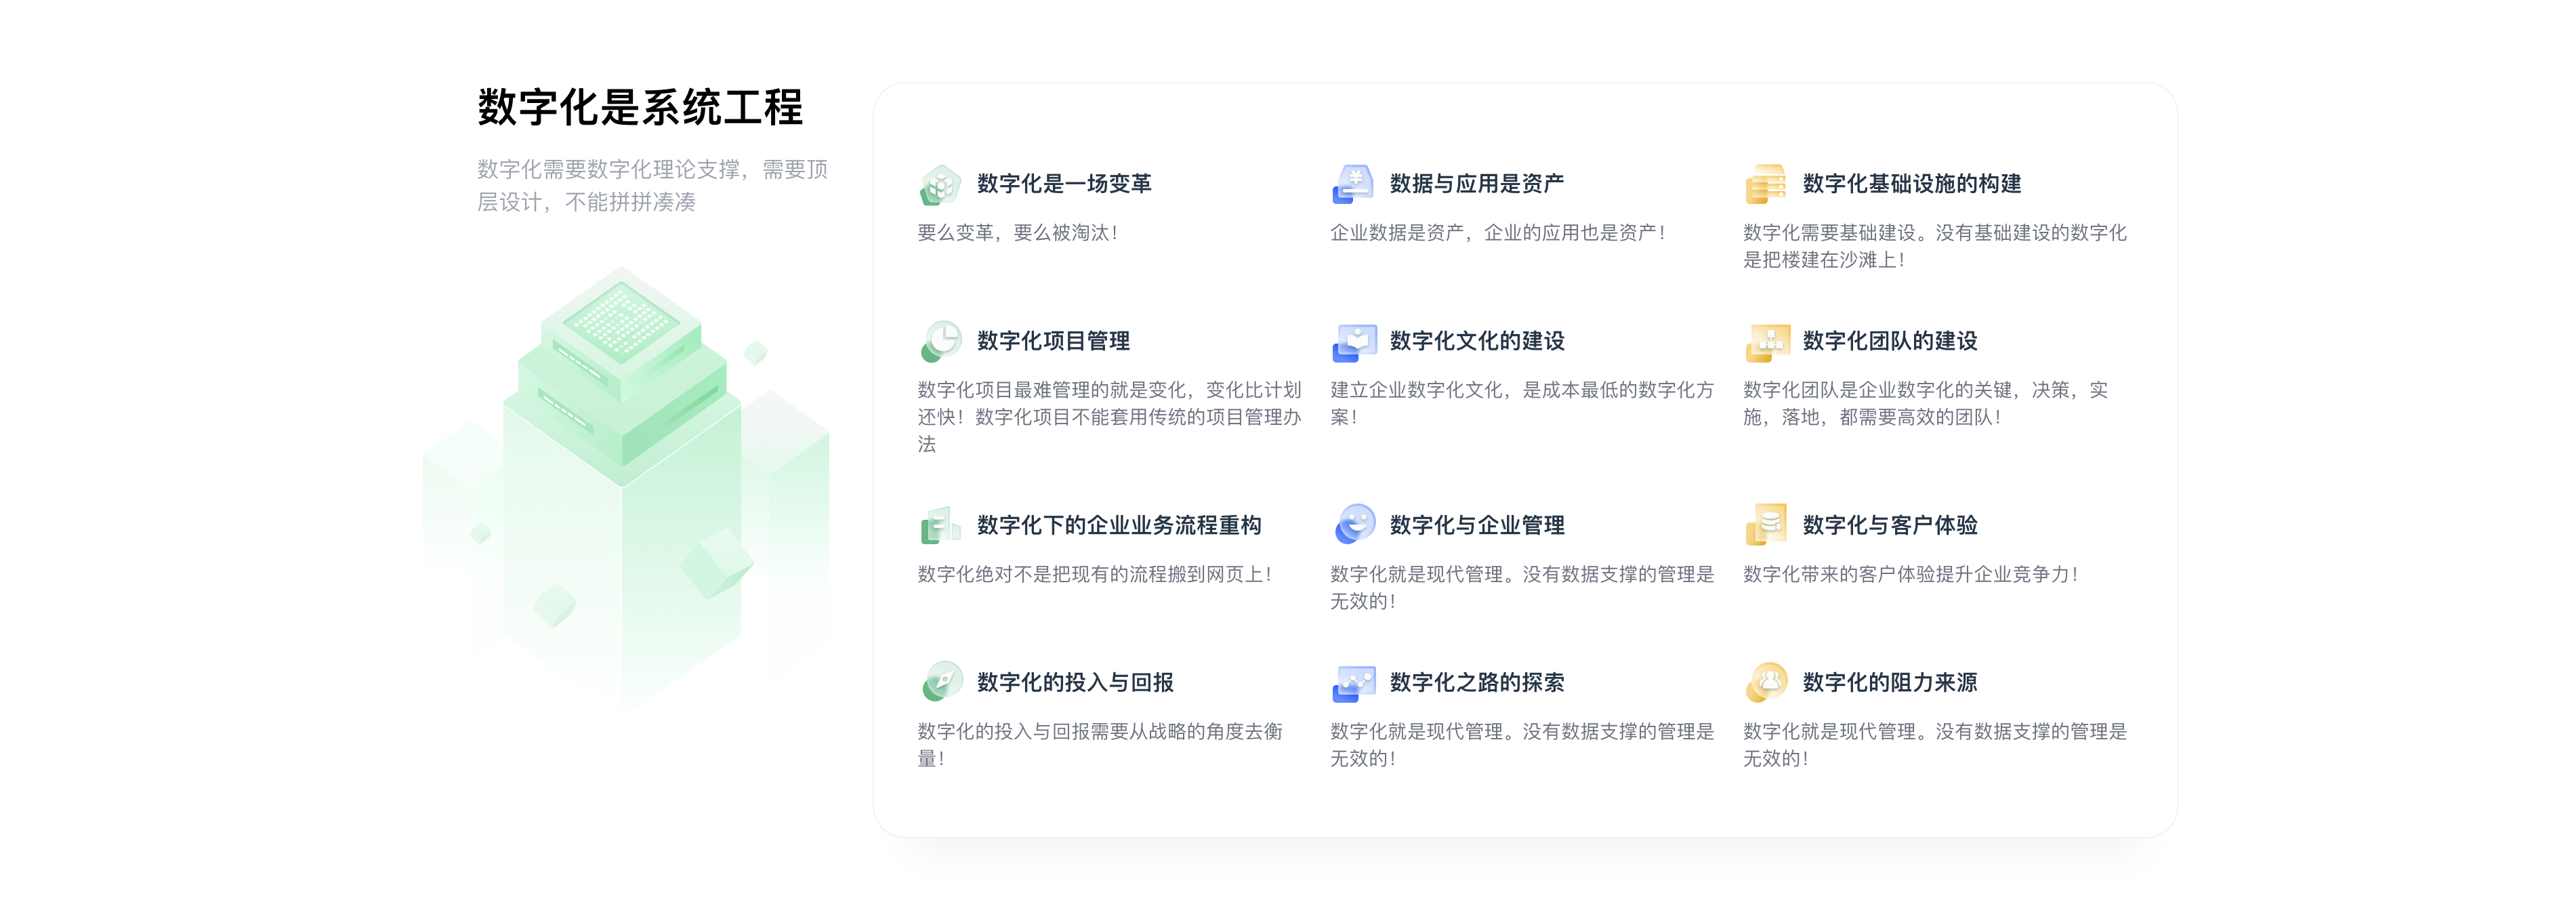 数字化是系统工程
数字化需要数字化理论支撑，需要顶
层设计，不能拼拼凑凑
数字化是一场变革
要么变革，要么被淘汰！
数据与应用是资产
企业数据是资产，企业的应用也是资产！
数字化基础设施的构建
数字化需要基础建设。没有基础建设的数字化
是把楼建在沙滩上！
数字化项目管理
数字化项目最难管理的就是变化，变化比计划
还快！数字化项目不能套用传统的项目管理办
法
数字化文化的建设
建立企业数字化文化，是成本最低的数字化方
案！
数字化团队的建设
数字化团队是企业数字化的关键，决策，实
施，落地，都需要高效的团队！
数字化下的企业业务流程重构
数字化绝对不是把现有的流程搬到网页上！
数字化与企业管理
数字化就是现代管理。没有数据支撑的管理是
无效的！
数字化与客户体验
数字化带来的客户体验提升企业竞争力！
数字化的投入与回报
数字化的投入与回报需要从战略的角度去衡
量！
数字化之路的探索
数字化就是现代管理。没有数据支撑的管理是
无效的！
数字化的阻力来源
数字化就是现代管理。没有数据支撑的管理是
无效的！